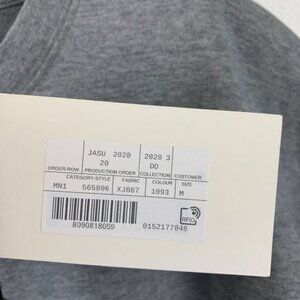 JASU 2020 2020 3
20 DD
ORDER-ROW PRODUCTION ORDER COLLECTION CUSTOMER
CATEGORY-STYLE FABRIC COLOUR SIZE
MN1 565806 XJB67 1093 M
RFID
8090818059 0152177846